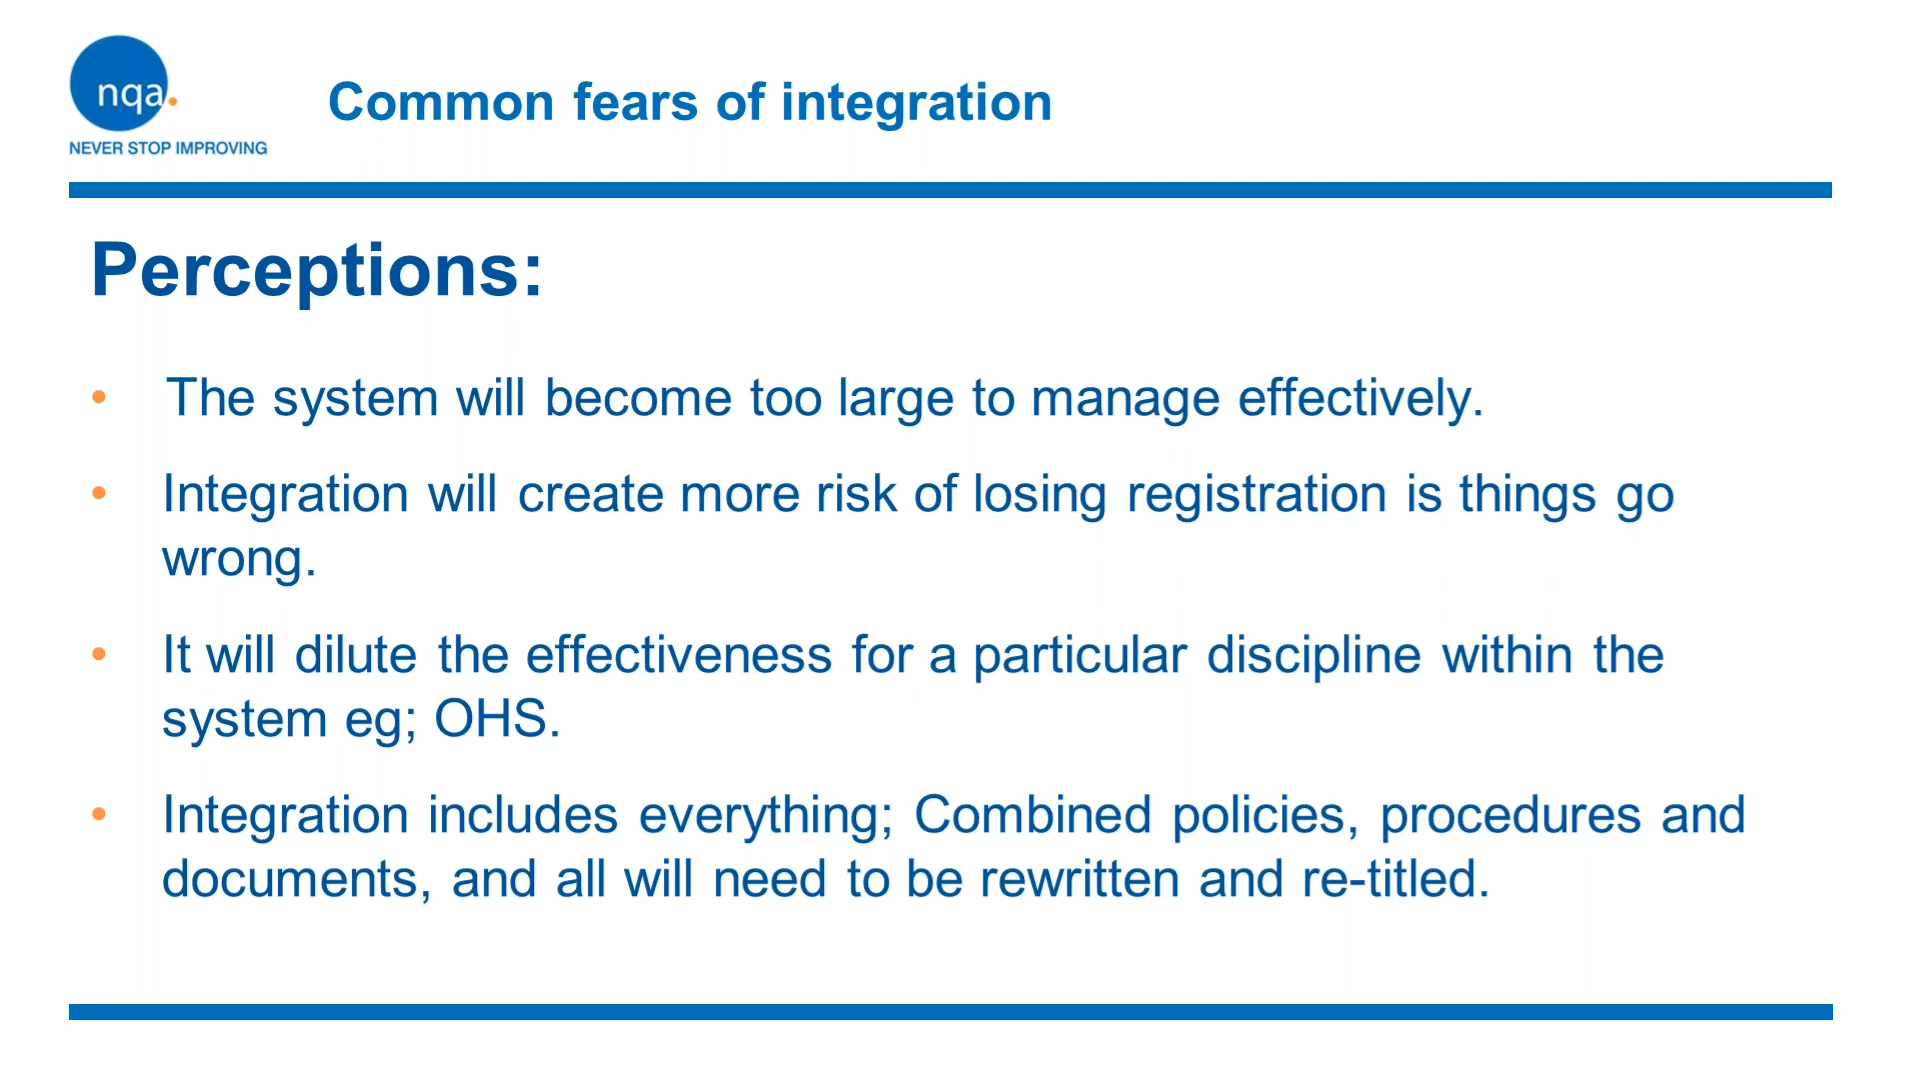 nqa.
NEVER STOP IMPROVING
Common fears of integration
Perceptions:
• The system will become too large to manage effectively.
• Integration will create more risk of losing registration is things go
wrong.
• It will dilute the effectiveness for a particular discipline within the
system eg; OHS.
• Integration includes everything; Combined policies, procedures and
documents, and all will need to be rewritten and re-titled.